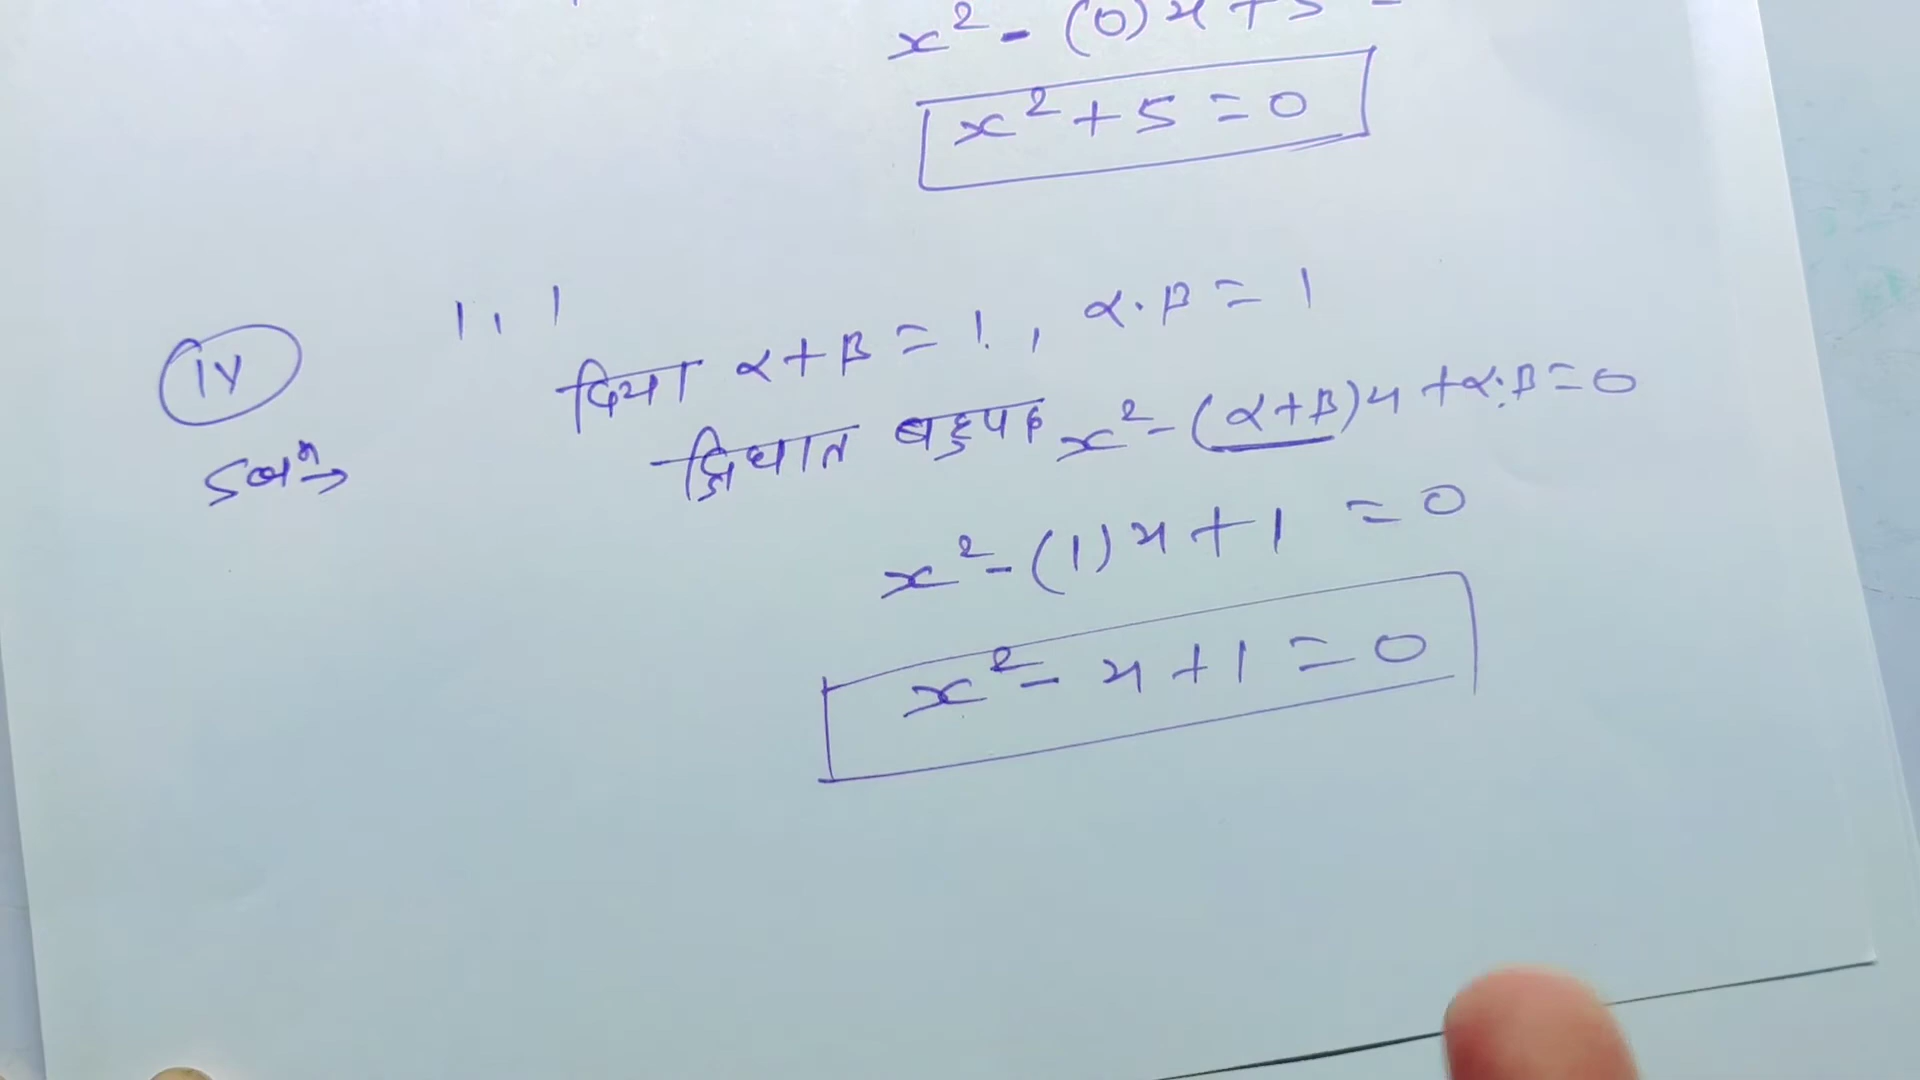 x² - (0)x + 5
x² + 5 = 0
(iv) 1, 1
दिया α + β = 1, α·β = 1
Solⁿ → द्विघात बहुपद x² - (α + β)x + α·β = 0
x² - (1)x + 1 = 0
x² - x + 1 = 0